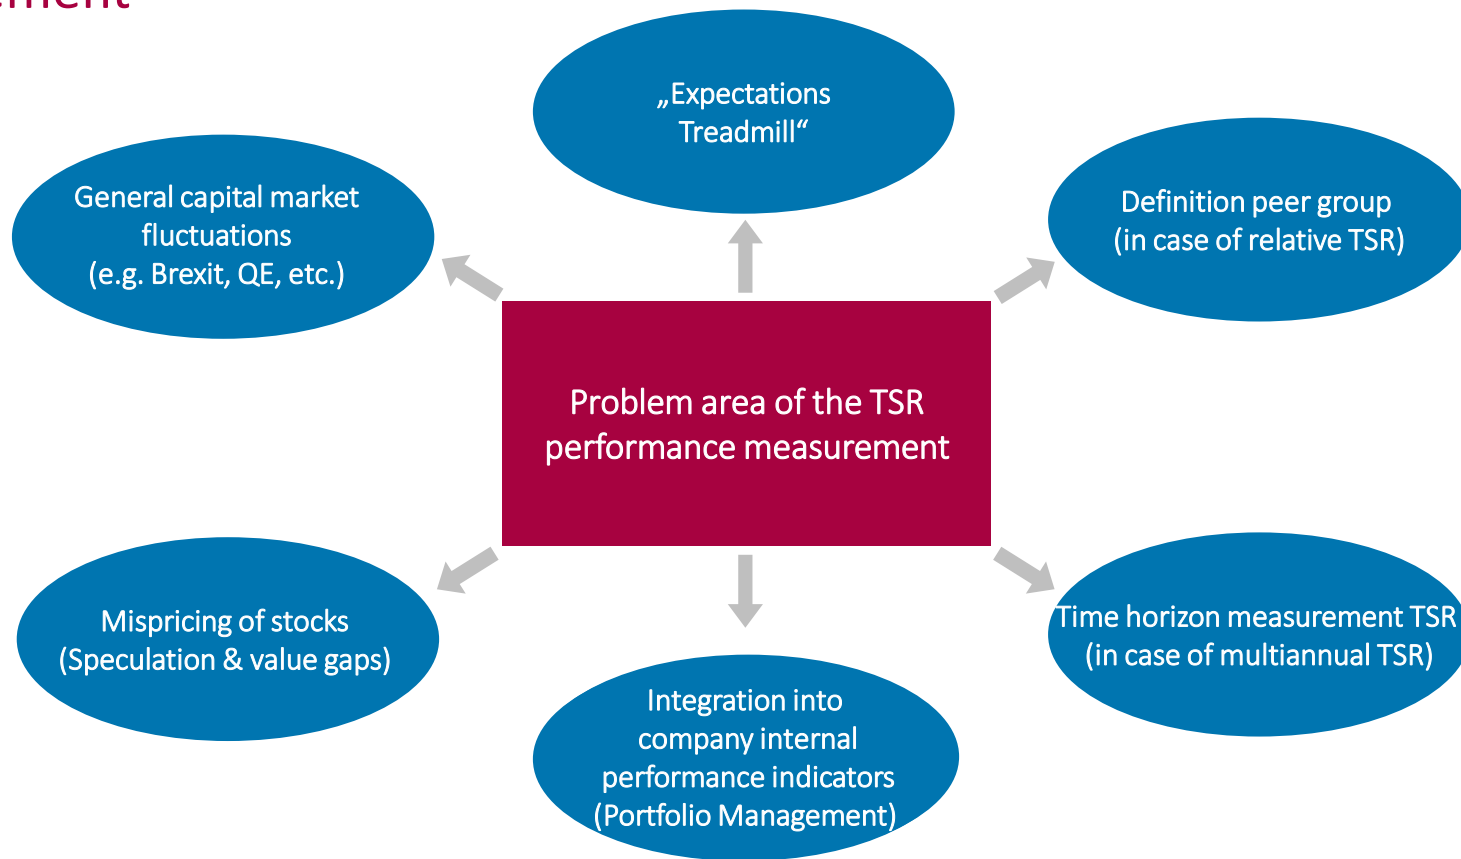 „Expectations
Treadmill“
General capital market
fluctuations
(e.g. Brexit, QE, etc.)
Definition peer group
(in case of relative TSR)
Problem area of the TSR
performance measurement
Mispricing of stocks
(Speculation & value gaps)
Time horizon measurement TSR
(in case of multiannual TSR)
Integration into
company internal
performance indicators
(Portfolio Management)